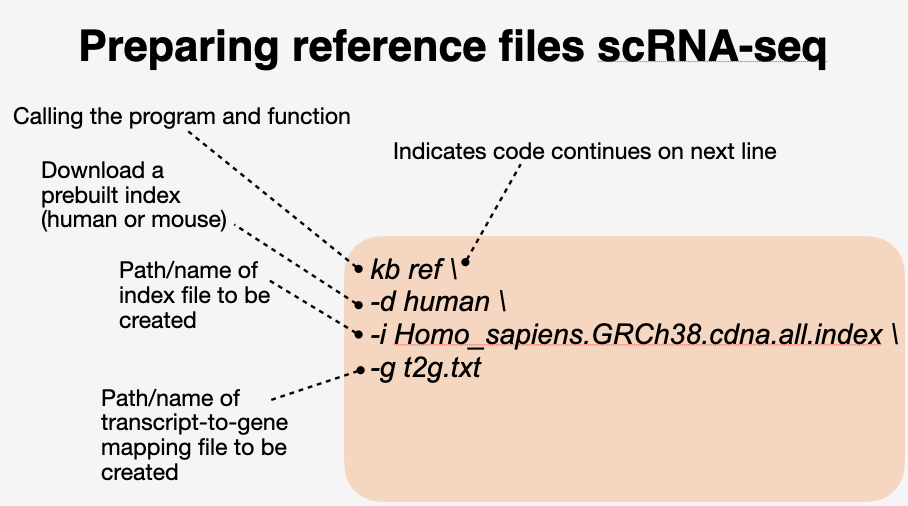 Preparing reference files scRNA-seq
Calling the program and function
Indicates code continues on next line
Download a
prebuilt index
(human or mouse)
Path/name of
index file to be
created
Path/name of
transcript-to-gene
mapping file to be
created
kb ref \
-d human \
-i Homo_sapiens.GRCh38.cdna.all.index \
-g t2g.txt